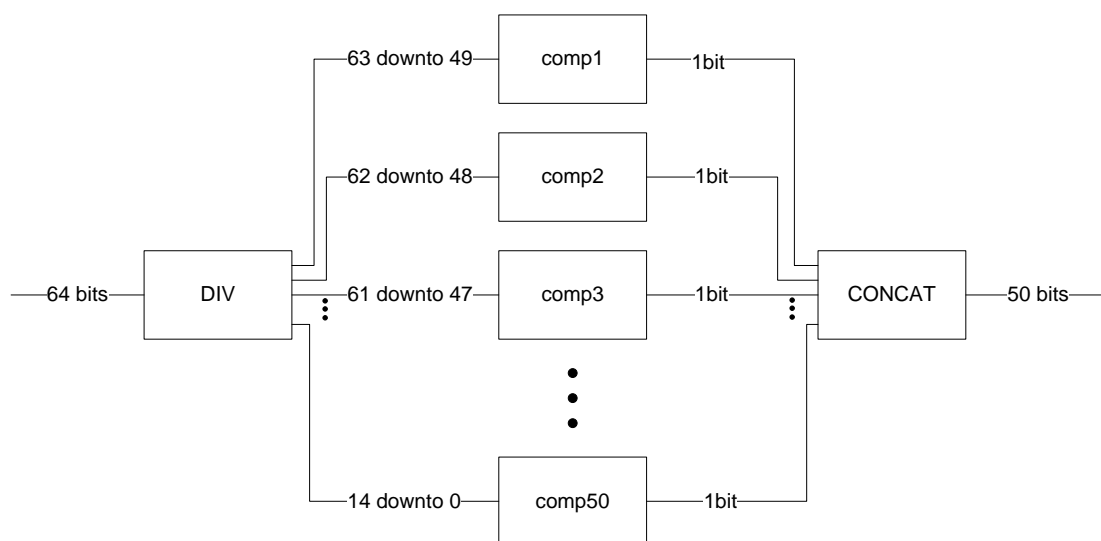 63 downto 49
comp1
1bit
62 downto 48
comp2
1bit
64 bits
DIV
61 downto 47
comp3
1bit
CONCAT
50 bits
14 downto 0
comp50
1bit